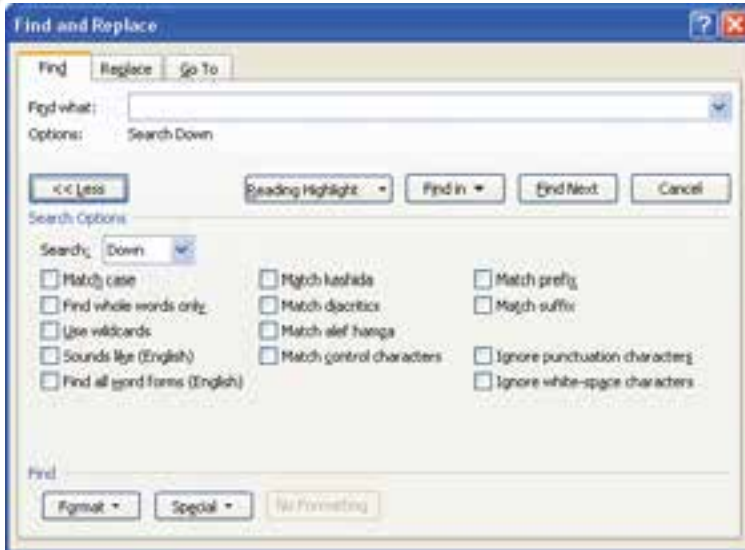 Find and Replace
Find Replace Go To
Find what:
Options: Search Down
<< Less Reading Highlight Find in Find Next Cancel
Search Options
Search: Down
Match case Match kashida Match prefix
Find whole words only Match diacritics Match suffix
Use wildcards Match alef hamza
Sounds like (English) Match control characters Ignore punctuation characters
Find all word forms (English) Ignore white-space characters
Find
Format Special No Formatting